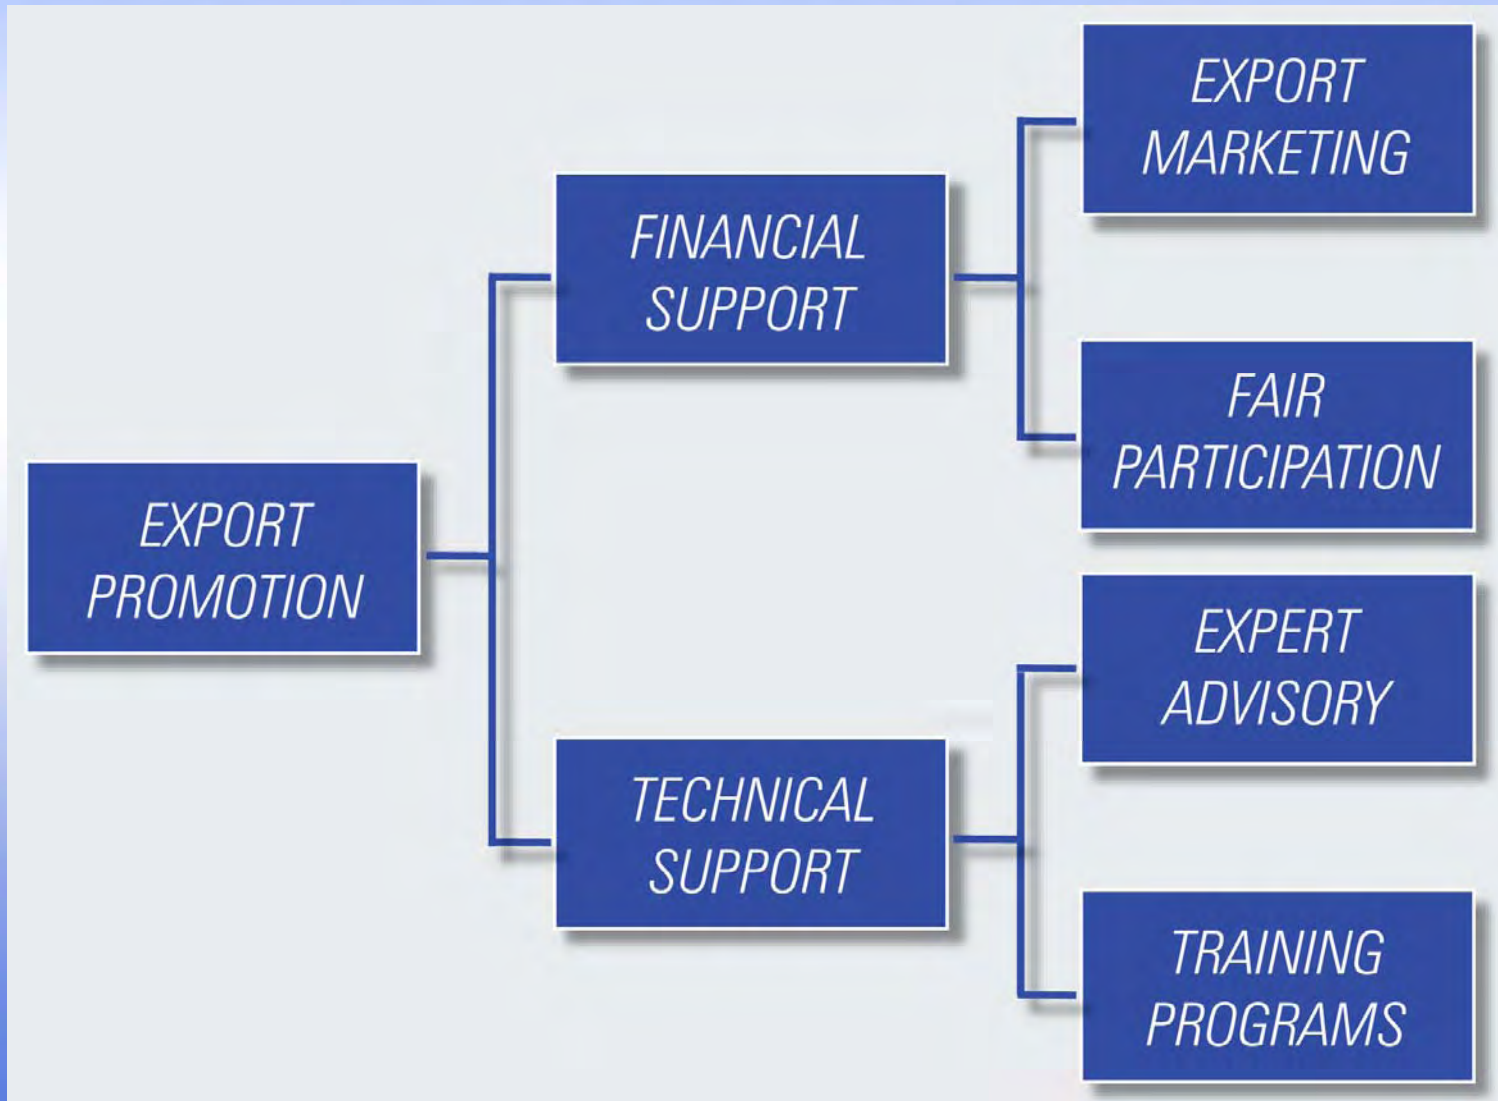 EXPORT
PROMOTION
FINANCIAL
SUPPORT
EXPORT
MARKETING
FAIR
PARTICIPATION
TECHNICAL
SUPPORT
EXPERT
ADVISORY
TRAINING
PROGRAMS